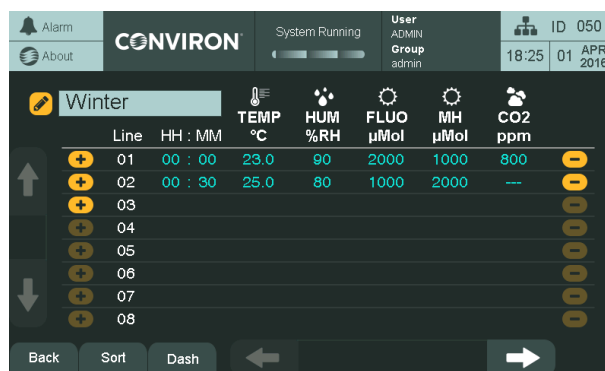 Alarm
About
CONVIRON
System Running
User
ADMIN
Group
admin
ID 050
18:25
01 APR 2016
Winter
TEMP HUM FLUO MH CO2
Line HH : MM °C %RH µMol µMol ppm
01 00 : 00 23.0 90 2000 1000 800
02 00 : 30 25.0 80 1000 2000 ---
03
04
05
06
07
08
Back Sort Dash